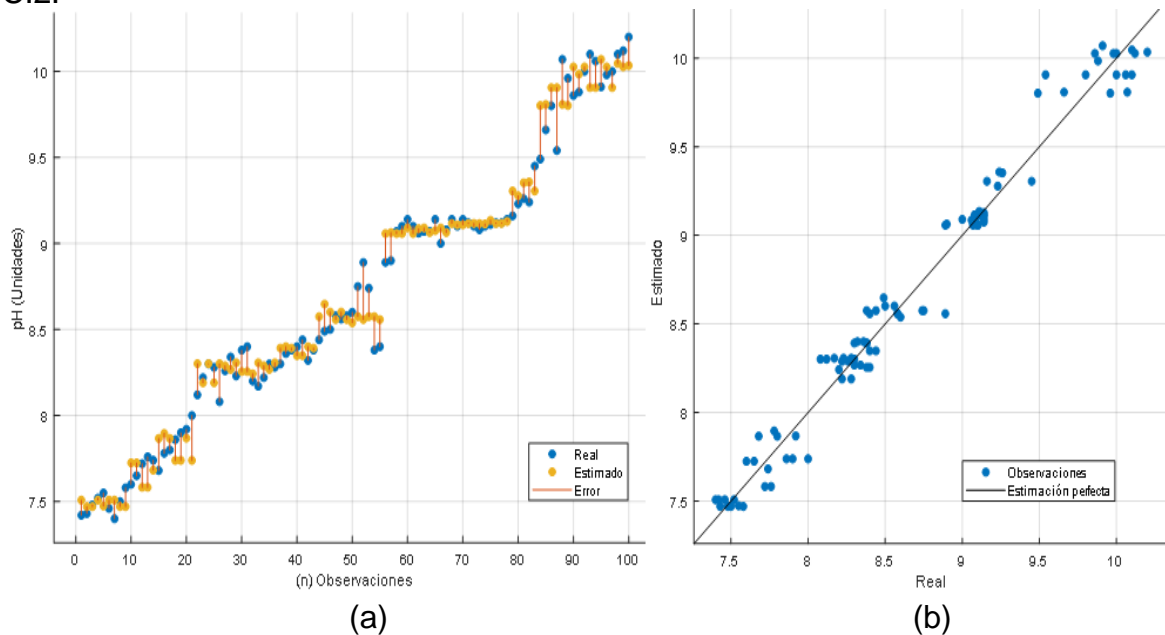 10
9.5
9
8.5
8
7.5
pH (Unidades)
0 10 20 30 40 50 60 70 80 90 100
(n) Observaciones
Real
Estimado
Error
(a)
10
9.5
9
8.5
8
7.5
Estimado
7.5 8 8.5 9 9.5 10
Real
Observaciones
Estimación perfecta
(b)